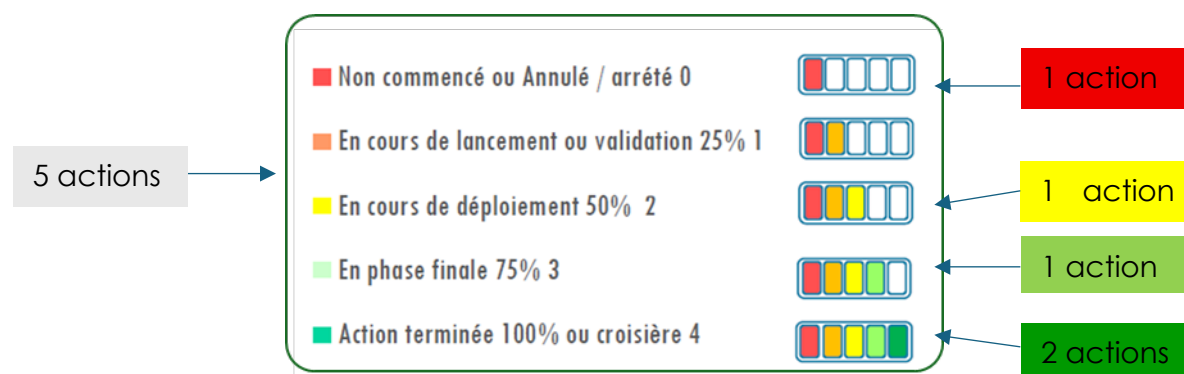 5 actions
Non commencé ou Annulé / arrété 0
En cours de lancement ou validation 25% 1
En cours de déploiement 50% 2
En phase finale 75% 3
Action terminée 100% ou croisière 4
1 action
1 action
1 action
2 actions